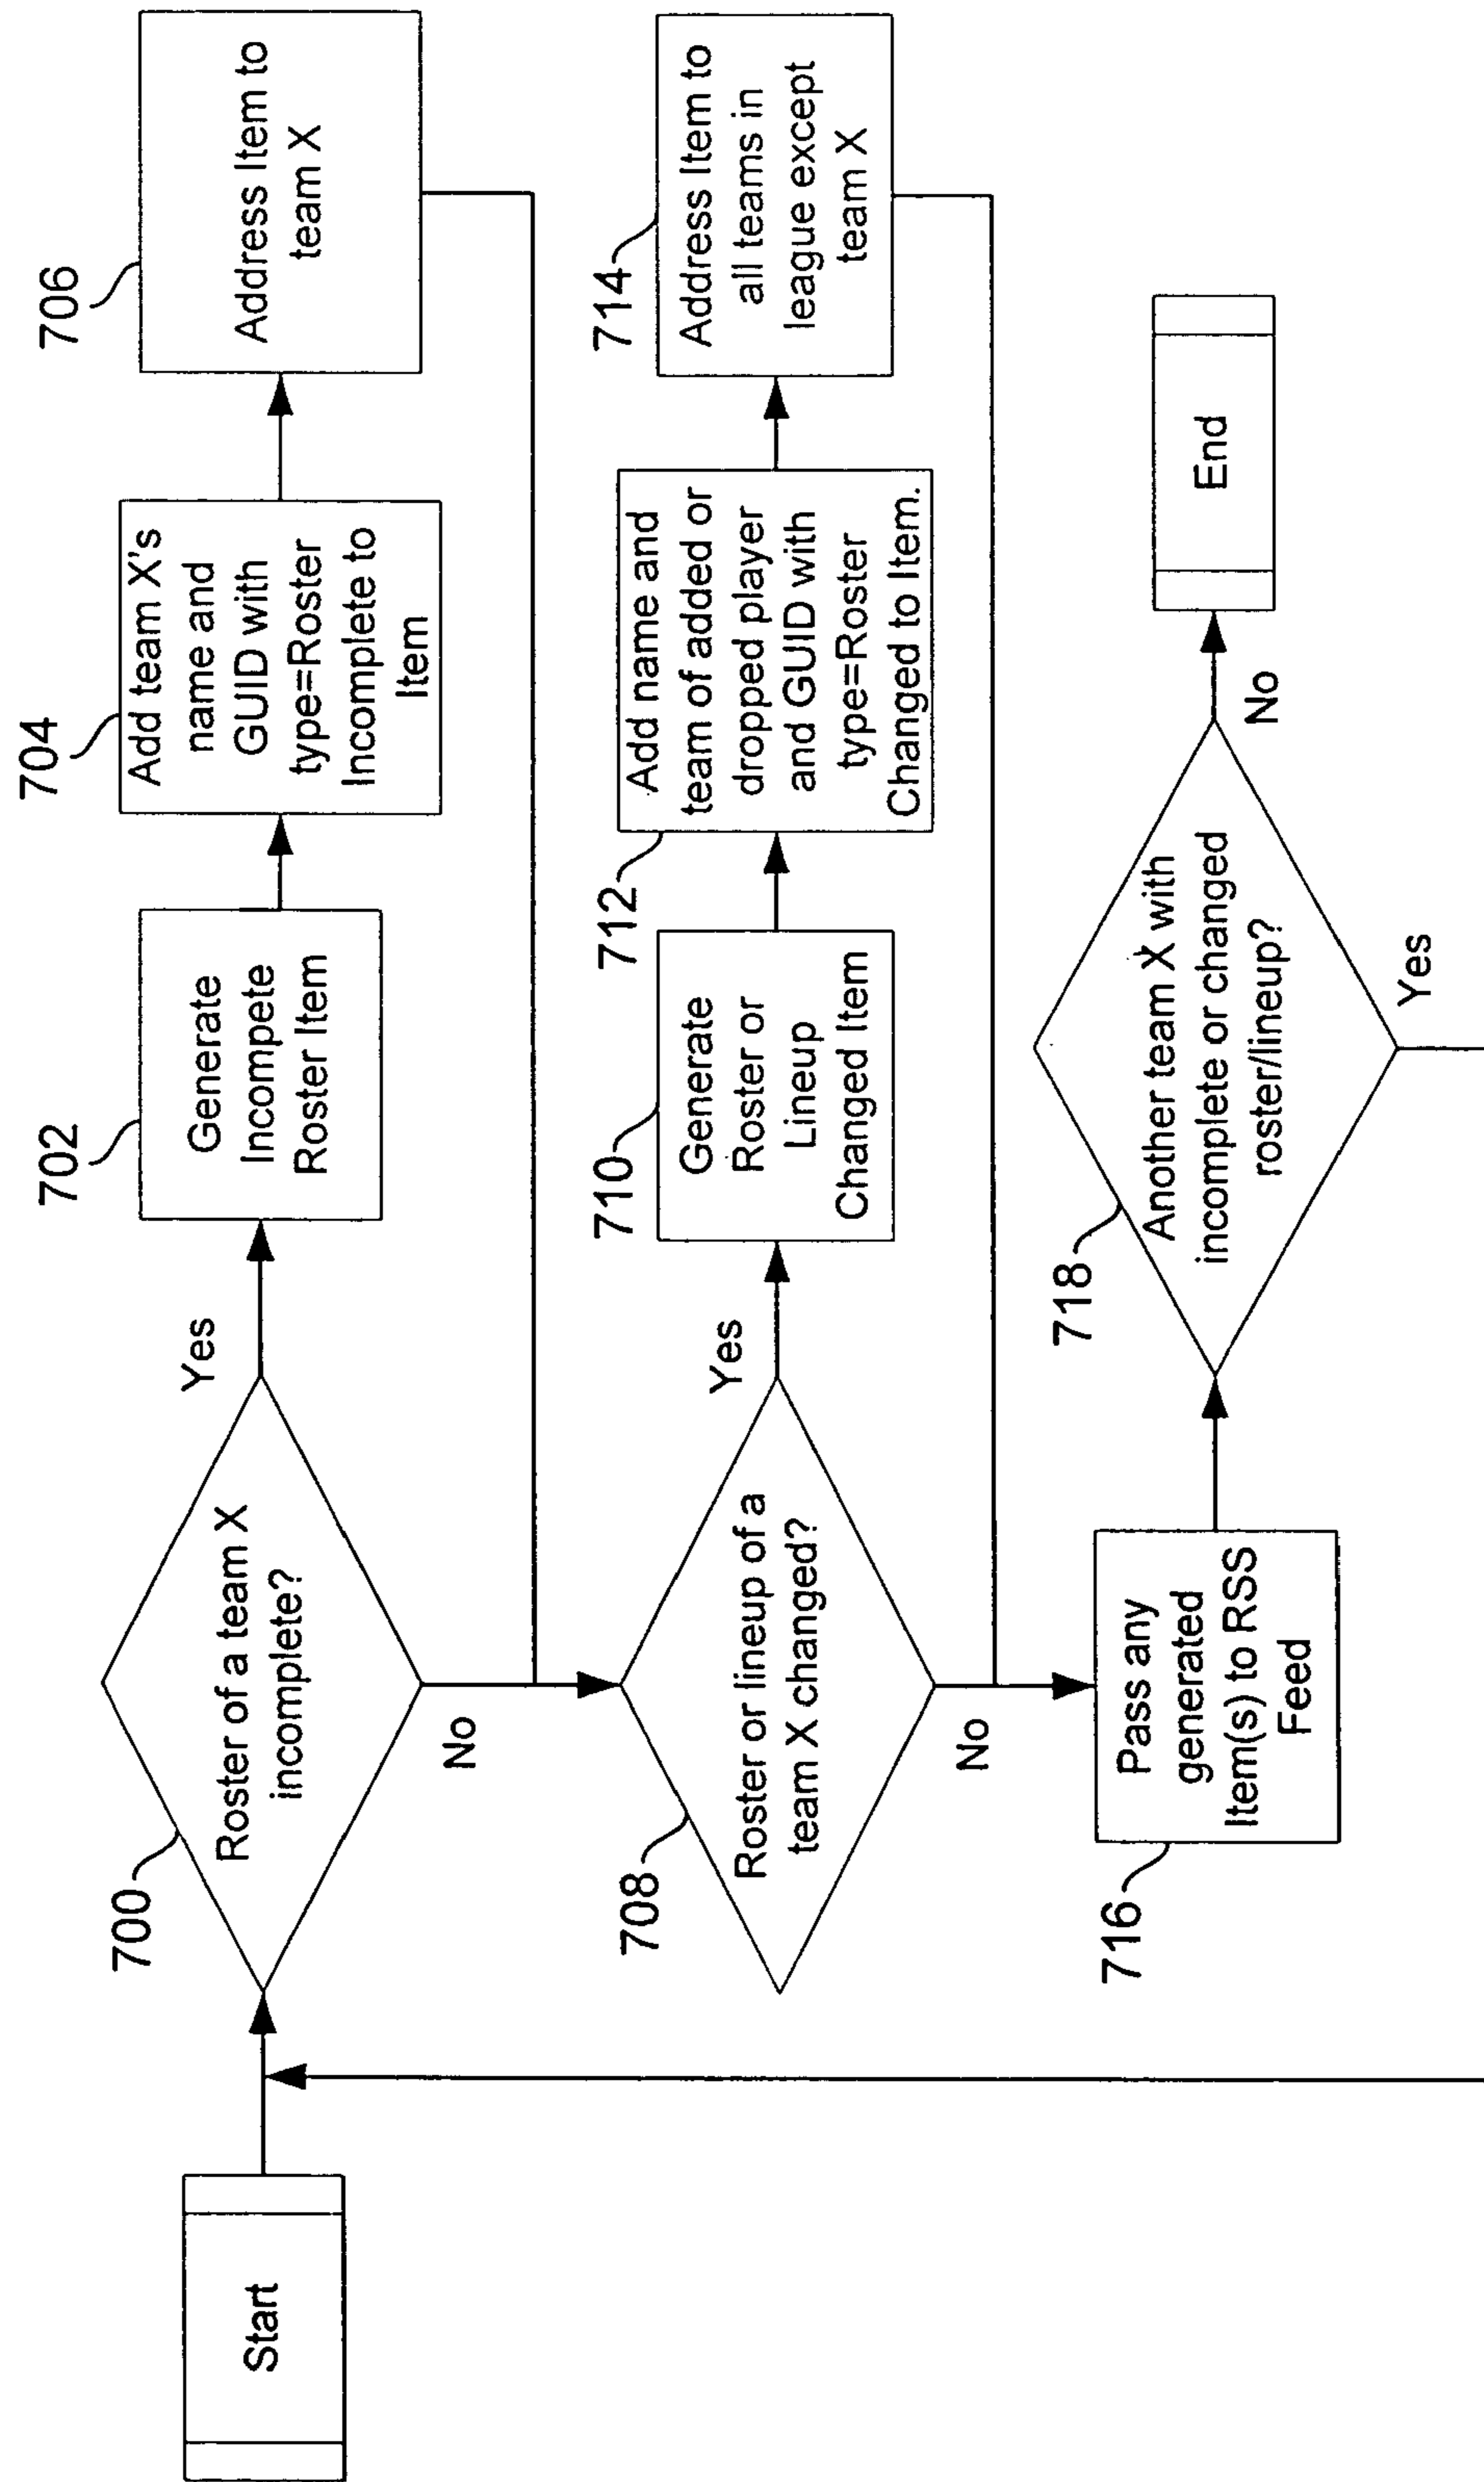 Start
700
Roster of a team X
incomplete?
Yes
No
702
Generate
Incompete
Roster Item
704
Add team X's
name and
GUID with
type=Roster
Incomplete to
Item
706
Address Item to
team X
708
Roster or lineup of a
team X changed?
Yes
No
710
Generate
Roster or
Lineup
Changed Item
712
Add name and
team of added or
dropped player
and GUID with
type=Roster
Changed to Item.
714
Address Item to
all teams in
league except
team X
716
Pass any
generated
Item(s) to RSS
Feed
718
Another team X with
incomplete or changed
roster/lineup?
No
Yes
End